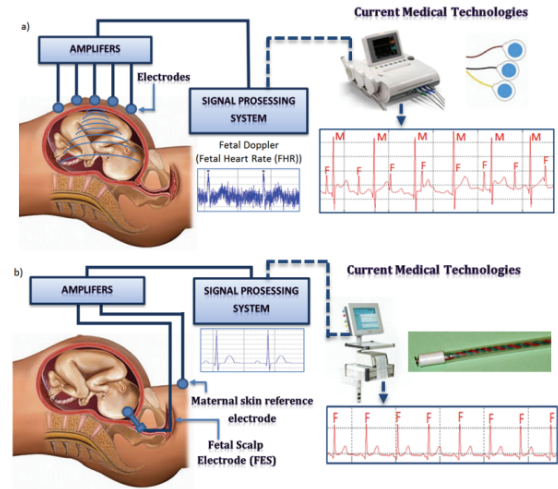 a)
Current Medical Technologies
AMPLIFERS
Electrodes
SIGNAL PROSESSING
SYSTEM
Fetal Doppler
(Fetal Heart Rate (FHR))
M M M M M M
F F F F F F
b)
Current Medical Technologies
AMPLIFERS
SIGNAL PROSESSING
SYSTEM
Maternal skin reference
electrode
Fetal Scalp
Electrode (FES)
F F F F F F F